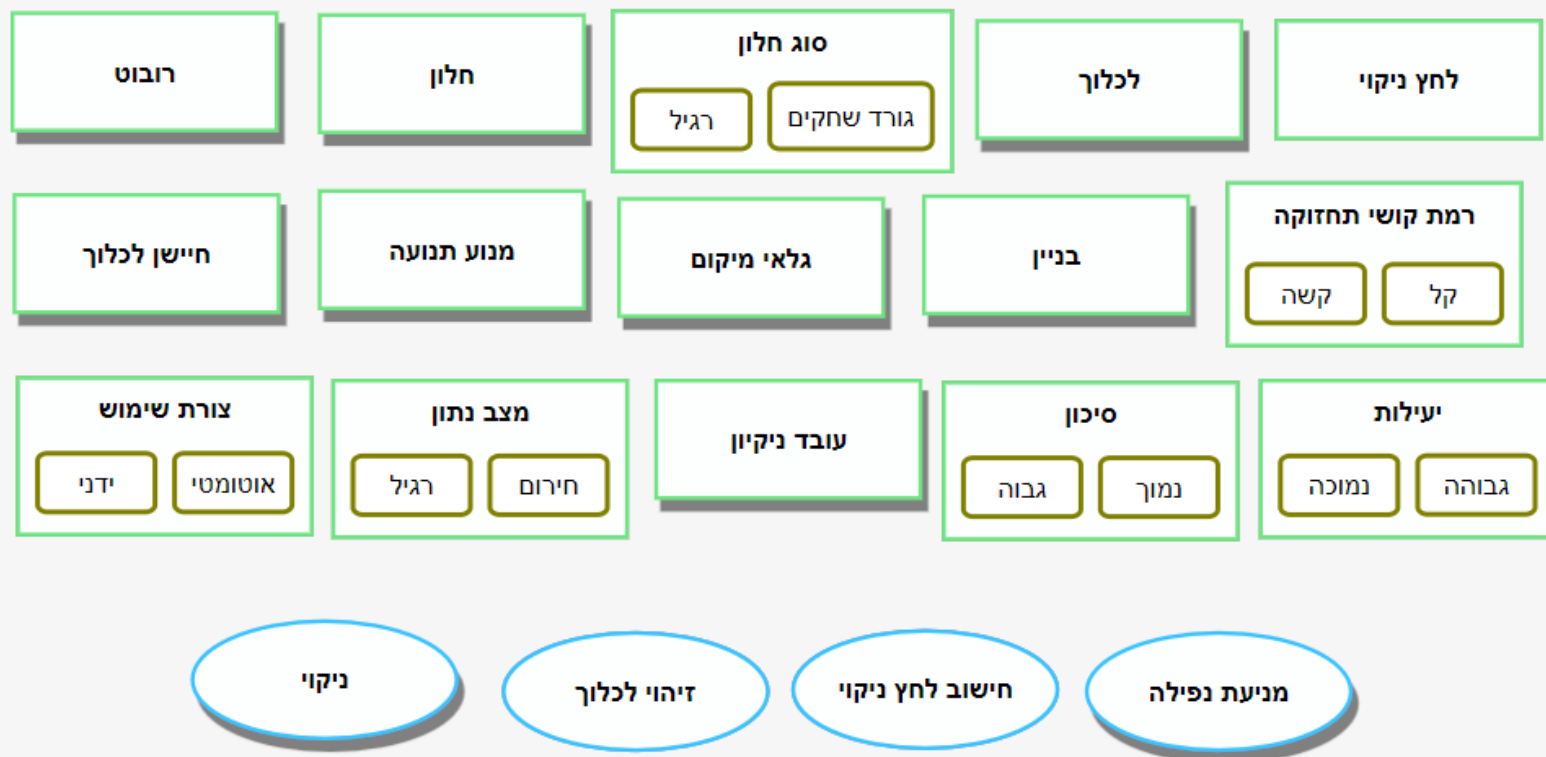 רובוט
חלון
סוג חלון
רגיל
גורד שחקים
לכלוך
לחץ ניקוי
חיישן לכלוך
מנוע תנועה
גלאי מיקום
בניין
רמת קושי תחזוקה
קשה
קל
צורת שימוש
ידני
אוטומטי
מצב נתון
רגיל
חירום
עובד ניקיון
סיכון
גבוה
נמוך
יעילות
נמוכה
גבוהה
ניקוי
זיהוי לכלוך
חישוב לחץ ניקוי
מניעת נפילה